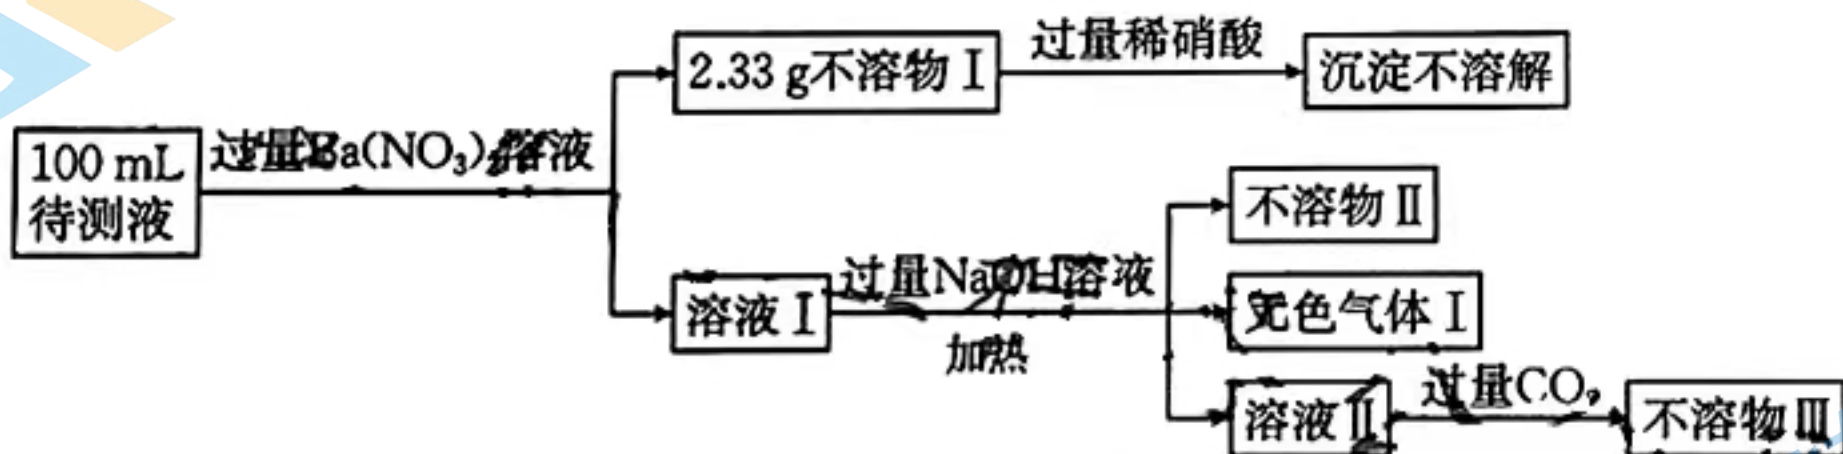 2.33 g不溶物Ⅰ
过量稀硝酸
沉淀不溶解
100 mL
待测液
过量Ba(NO₃)₂溶液
不溶物Ⅱ
溶液Ⅰ
过量NaOH溶液
加热
无色气体Ⅰ
溶液Ⅱ
过量CO₂
不溶物Ⅲ